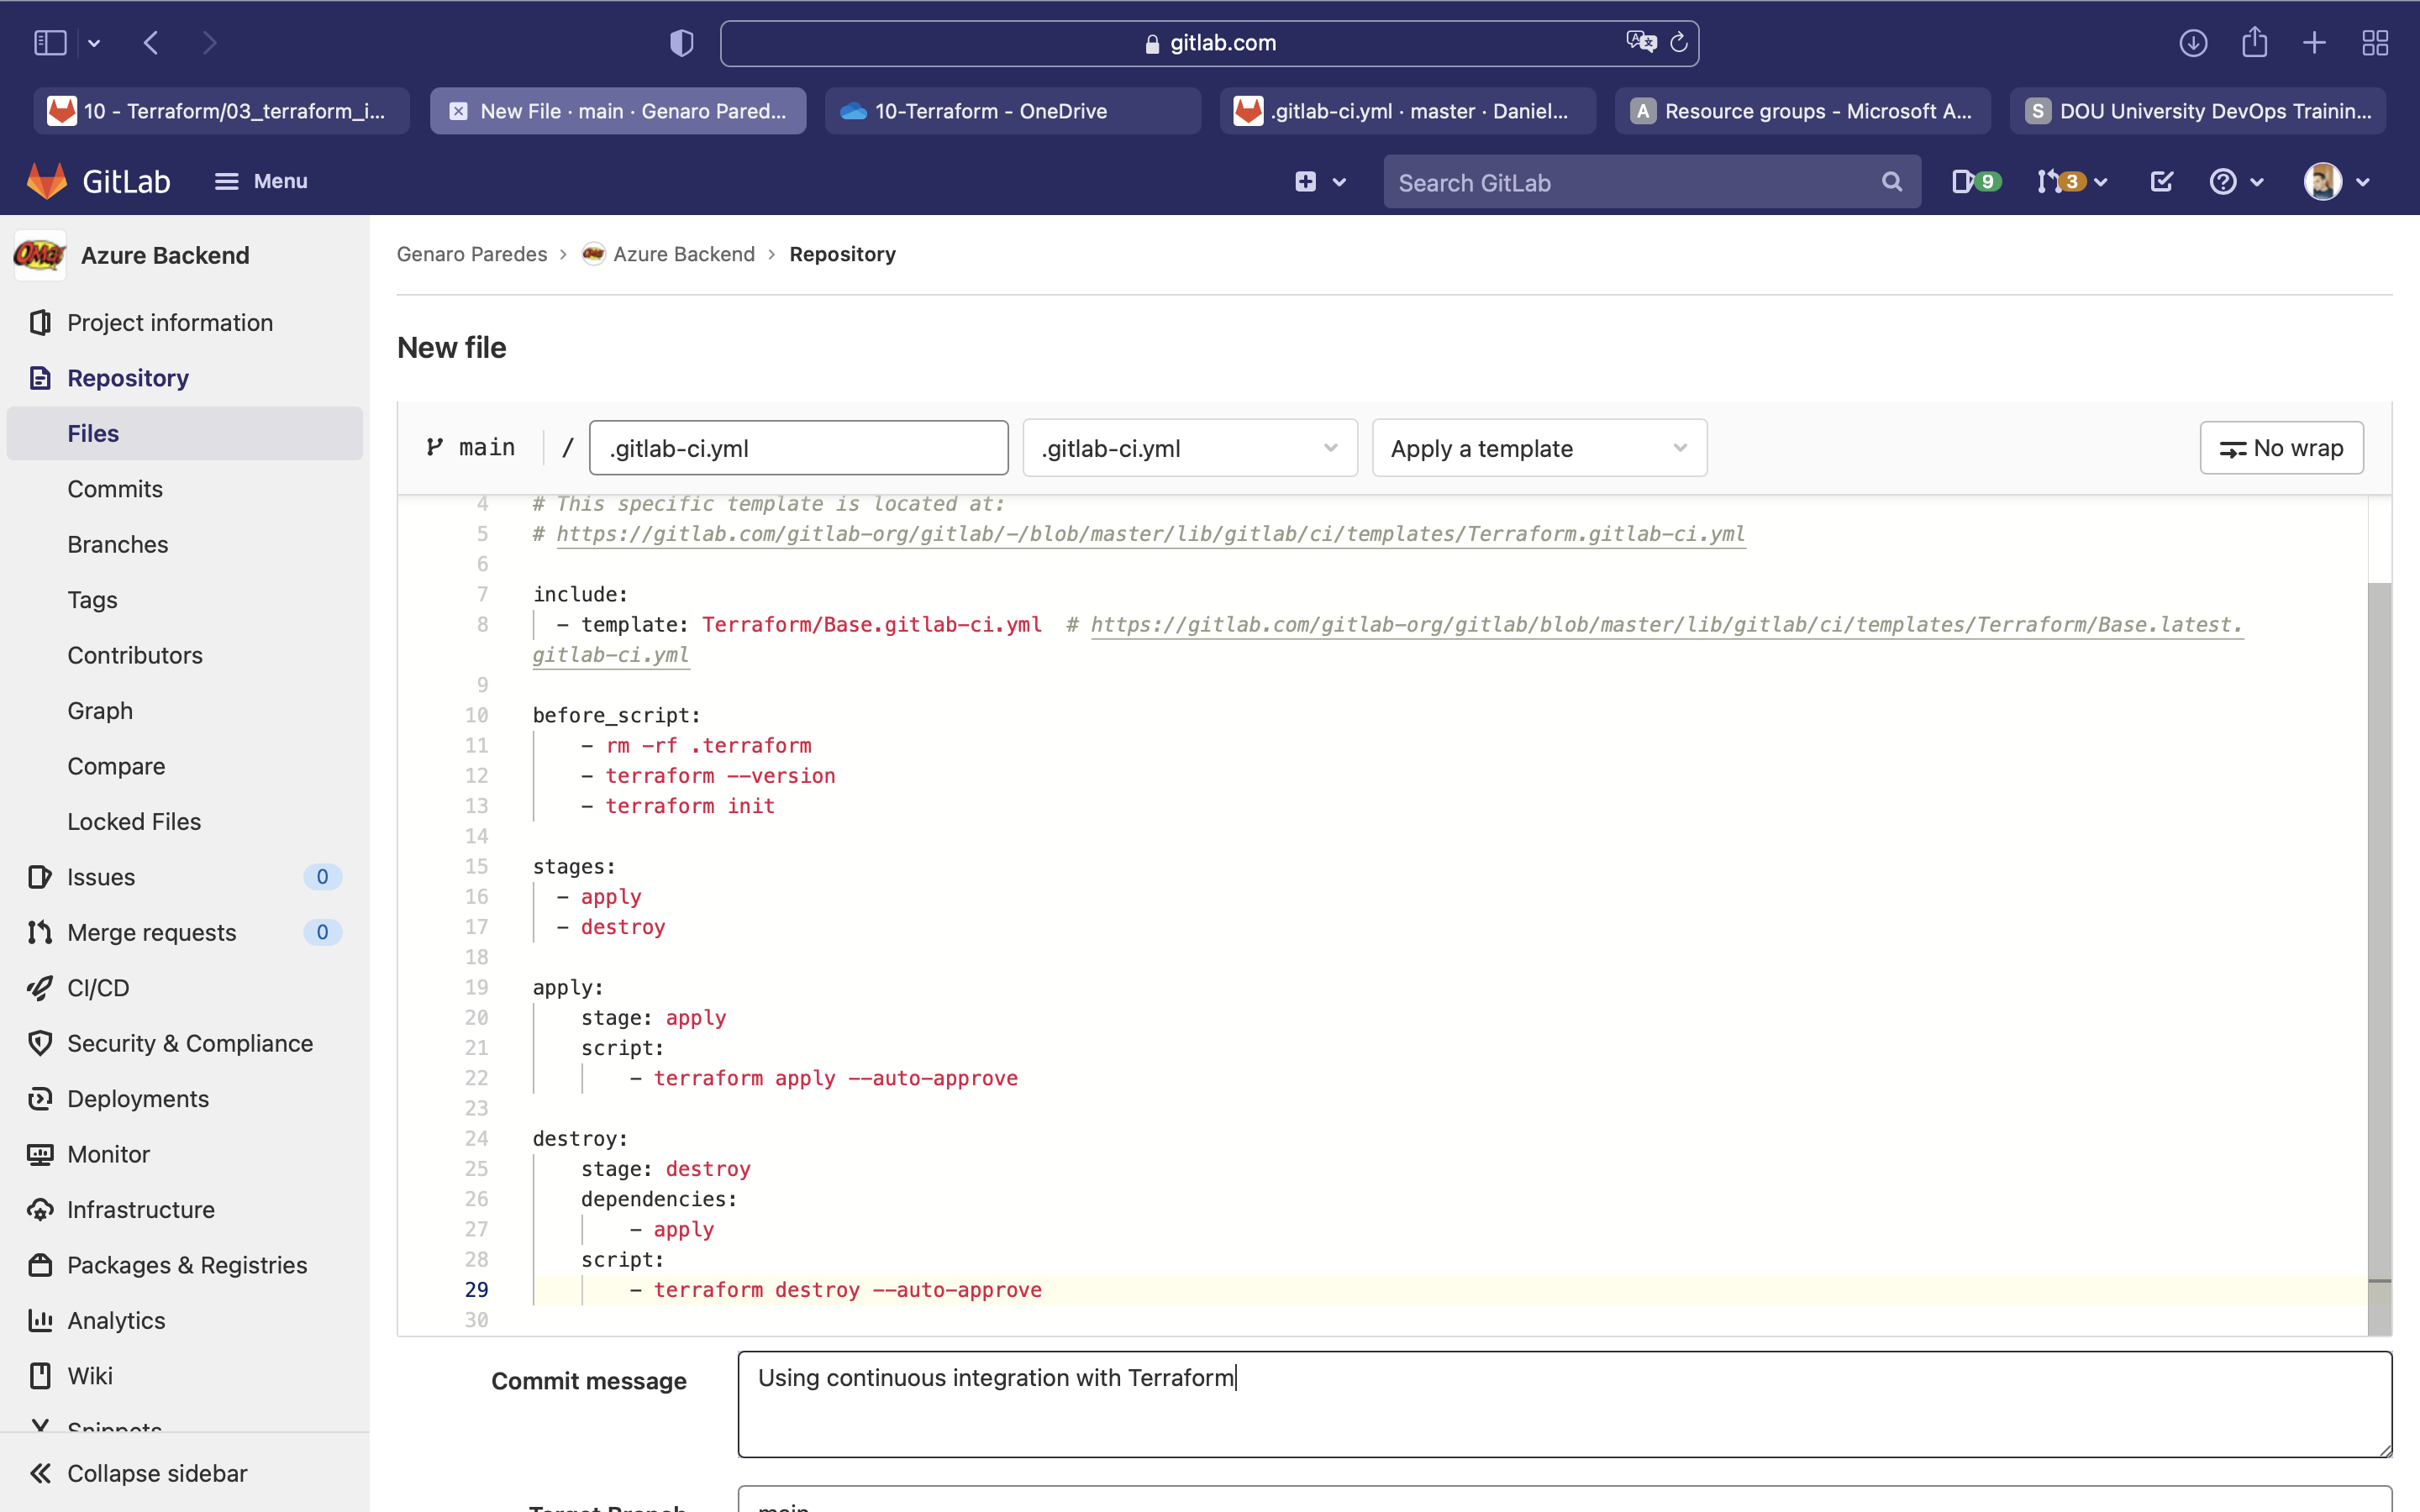 gitlab.com
10 - Terraform/03_terraform_i...
New File · main · Genaro Pared...
10-Terraform - OneDrive
.gitlab-ci.yml · master · Daniel...
A Resource groups - Microsoft A...
S DOU University DevOps Trainin...
GitLab
Menu
Search GitLab
9
3
OMG!
Azure Backend
Project information
Repository
Files
Commits
Branches
Tags
Contributors
Graph
Compare
Locked Files
Issues 0
Merge requests 0
CI/CD
Security & Compliance
Deployments
Monitor
Infrastructure
Packages & Registries
Analytics
Wiki
Snippets
Collapse sidebar
Genaro Paredes > Azure Backend > Repository
New file
main / .gitlab-ci.yml
.gitlab-ci.yml
Apply a template
No wrap
4 # This specific template is located at:
5 # https://gitlab.com/gitlab-org/gitlab/-/blob/master/lib/gitlab/ci/templates/Terraform.gitlab-ci.yml
6
7 include:
8 - template: Terraform/Base.gitlab-ci.yml # https://gitlab.com/gitlab-org/gitlab/blob/master/lib/gitlab/ci/templates/Terraform/Base.latest.
gitlab-ci.yml
9
10 before_script:
11 - rm -rf .terraform
12 - terraform --version
13 - terraform init
14
15 stages:
16 - apply
17 - destroy
18
19 apply:
20 stage: apply
21 script:
22 - terraform apply --auto-approve
23
24 destroy:
25 stage: destroy
26 dependencies:
27 - apply
28 script:
29 - terraform destroy --auto-approve
30
Commit message
Using continuous integration with Terraform
Target Branch
main